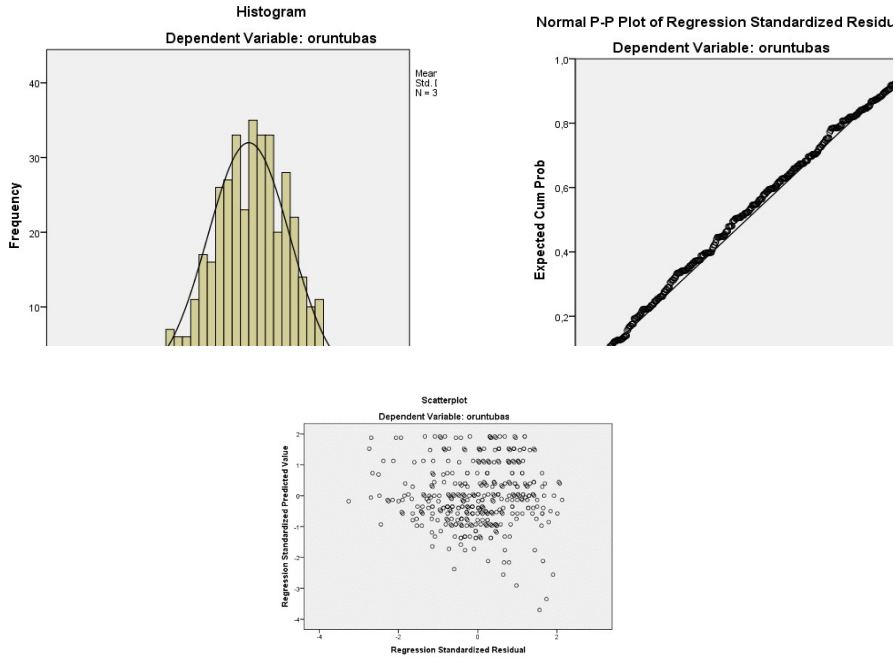 Histogram
Dependent Variable: oruntubas
Mean
Std.
N = 3
40
30
20
10
Frequency
Normal P-P Plot of Regression Standardized Residu
Dependent Variable: oruntubas
1,0
0,8
0,6
0,4
0,2
Expected Cum Prob
Scatterplot
Dependent Variable: oruntubas
2
1
0
-1
-2
-3
-4
Regression Standardized Predicted Value
-4
-2
0
2
Regression Standardized Residual